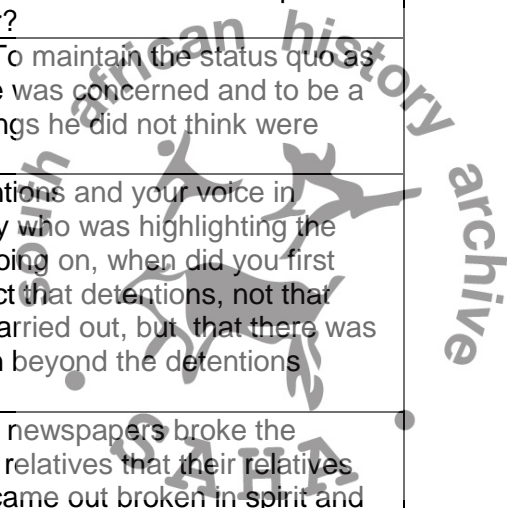 r?
To maintain the status quo as
e was concerned and to be a
ngs he did not think were
ntions and your voice in
y who was highlighting the
oing on, when did you first
ct that detentions, not that
arried out, but that there was
n beyond the detentions
newspapers broke the
relatives that their relatives
came out broken in spirit and
south african history archive
SAHA